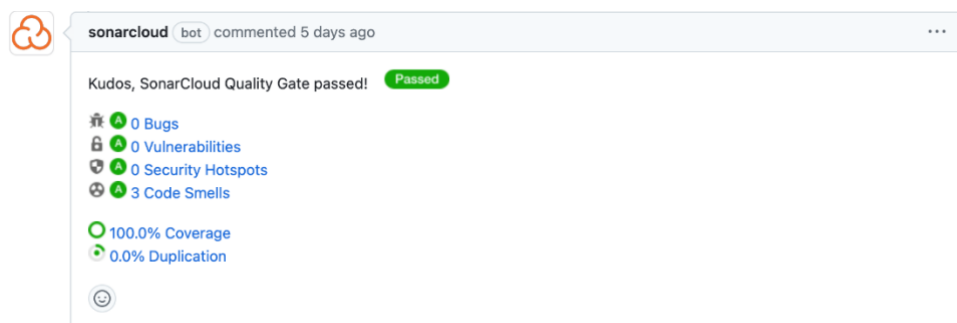 sonarcloud bot commented 5 days ago ...
Kudos, SonarCloud Quality Gate passed! Passed
A 0 Bugs
A 0 Vulnerabilities
A 0 Security Hotspots
A 3 Code Smells
100.0% Coverage
0.0% Duplication